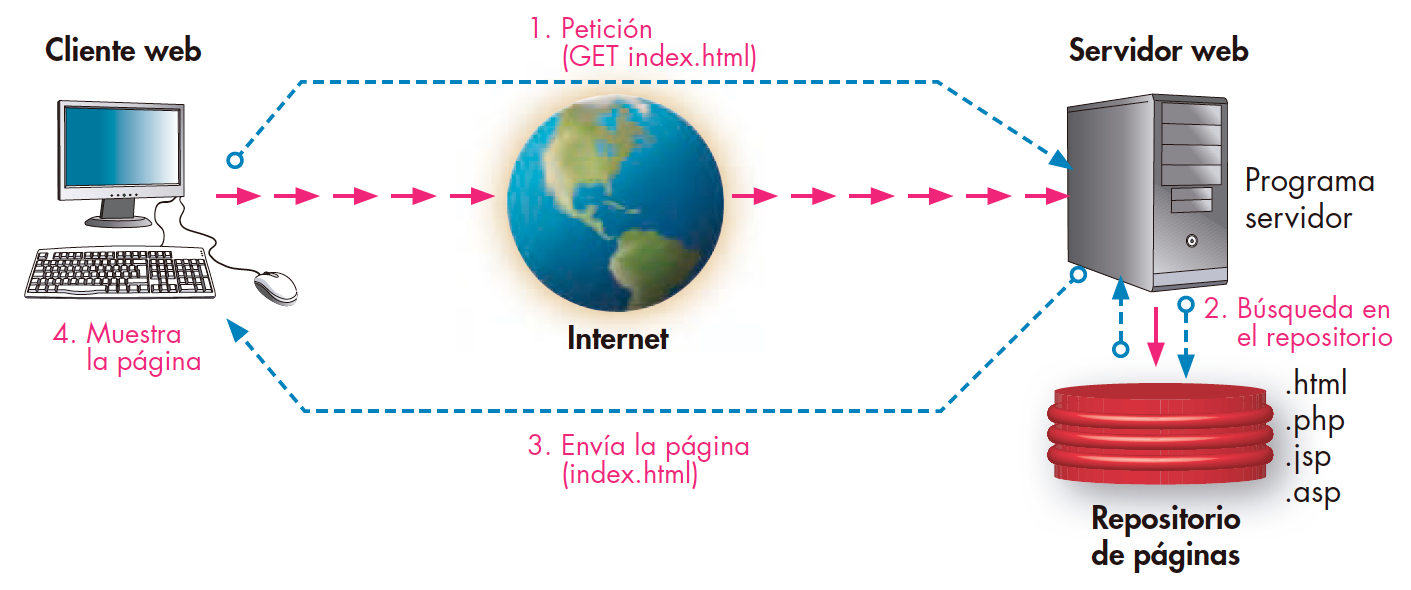 Cliente web
1. Petición
(GET index.html)
Servidor web
Programa
servidor
Internet
2. Búsqueda en
el repositorio
4. Muestra
la página
.html
.php
.jsp
.asp
3. Envía la página
(index.html)
Repositorio
de páginas